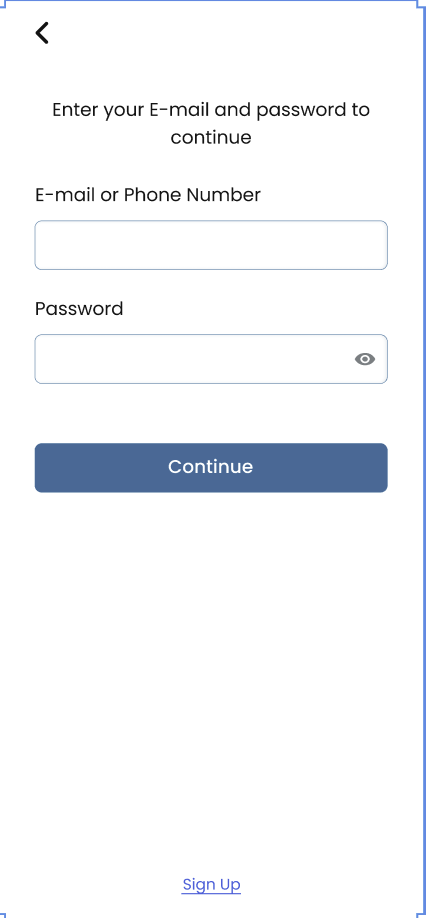 Enter your E-mail and password to
continue
E-mail or Phone Number
Password
Continue
Sign Up